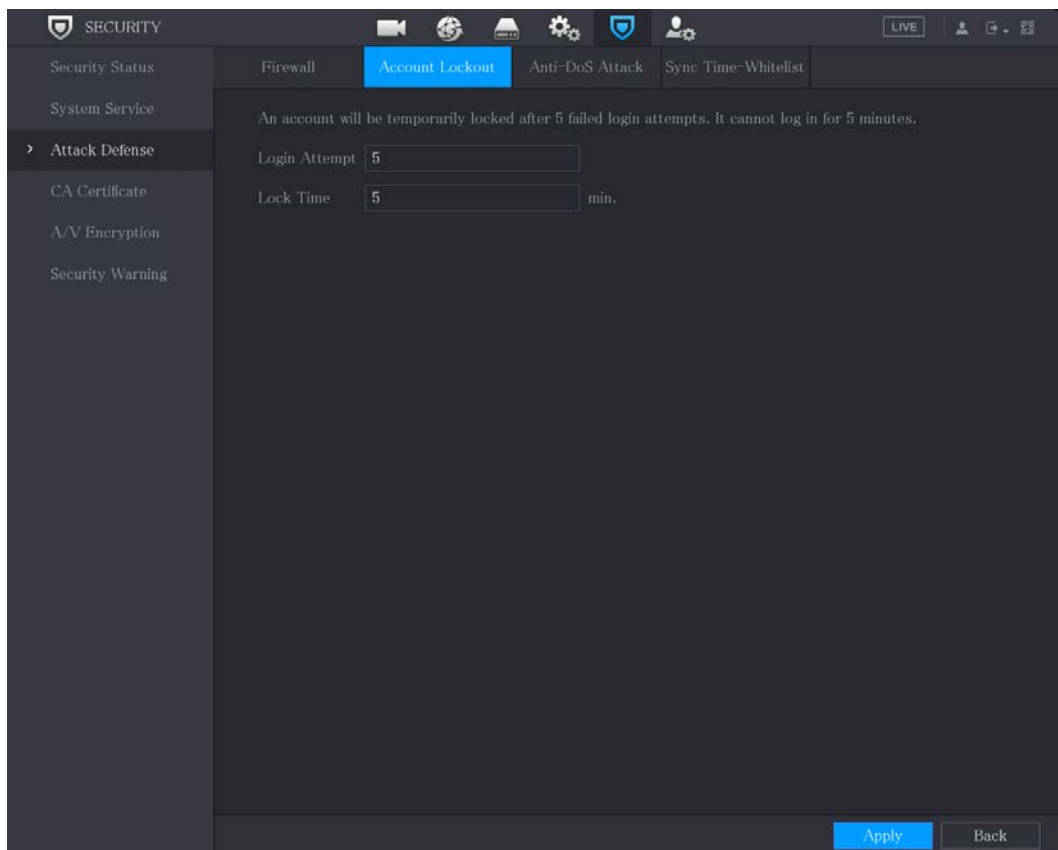 SECURITY
LIVE
Security Status
System Service
Attack Defense
CA Certificate
A/V Encryption
Security Warning
Firewall Account Lockout Anti-DoS Attack Sync Time-Whitelist
An account will be temporarily locked after 5 failed login attempts. It cannot log in for 5 minutes.
Login Attempt 5
Lock Time 5 min.
Apply Back